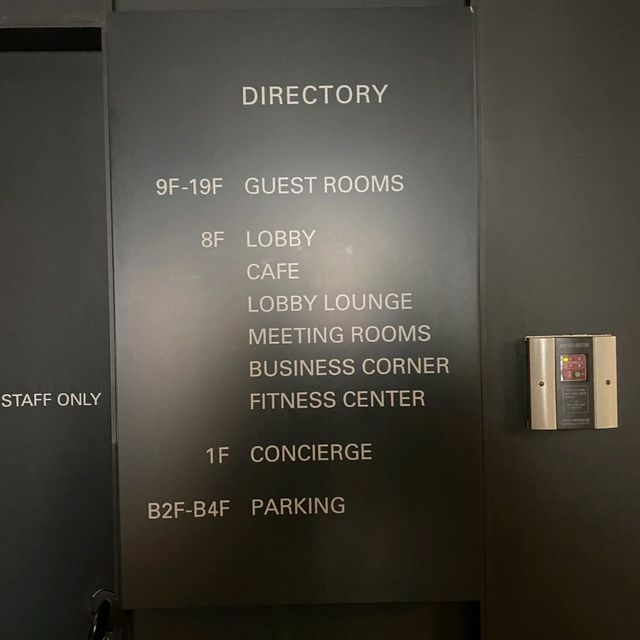 DIRECTORY
9F-19F GUEST ROOMS
8F LOBBY
CAFE
LOBBY LOUNGE
MEETING ROOMS
BUSINESS CORNER
FITNESS CENTER
1F CONCIERGE
B2F-B4F PARKING
STAFF ONLY